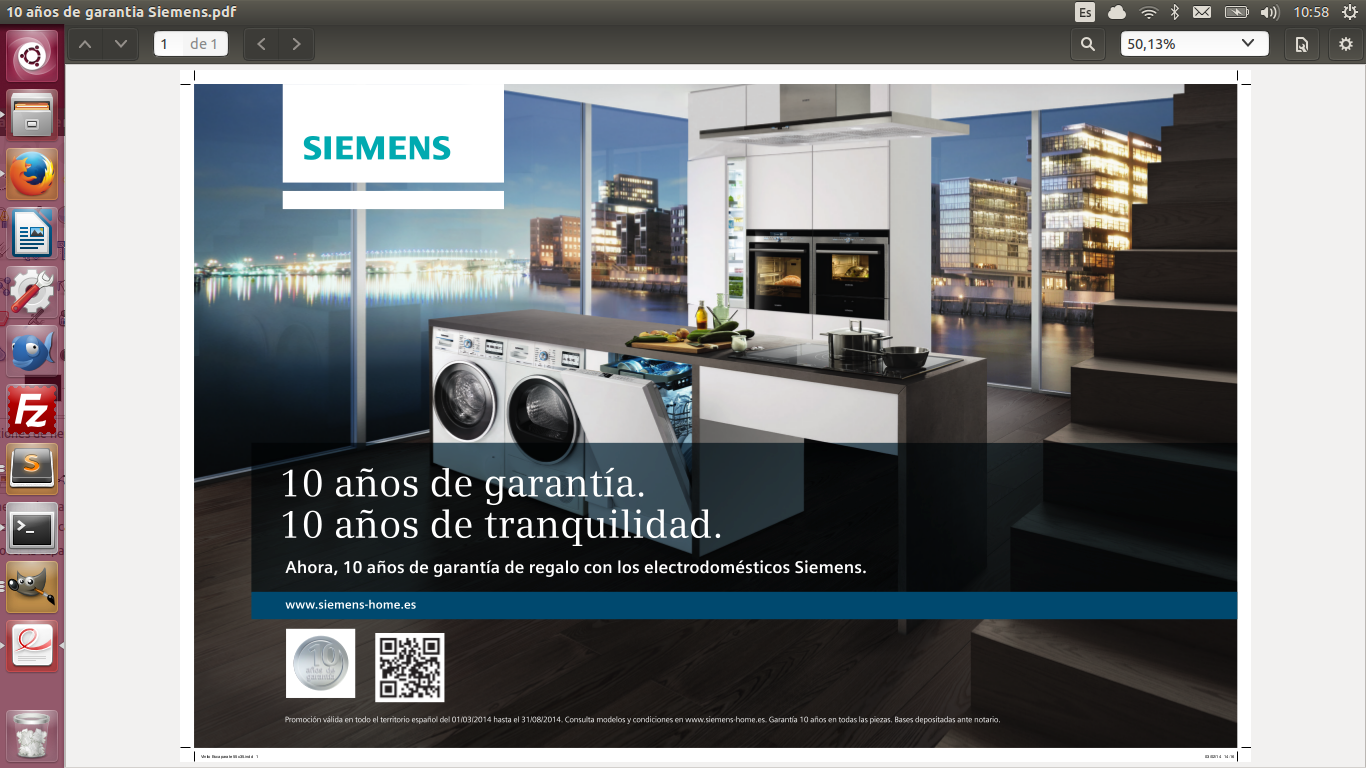 10 años de garantia Siemens.pdf
Es
10:58
1 de 1
50,13%
SIEMENS
10 años de garantía.
10 años de tranquilidad.
Ahora, 10 años de garantía de regalo con los electrodomésticos Siemens.
www.siemens-home.es
10
años de
garantía
Promoción válida en todo el territorio español del 01/03/2014 hasta el 31/08/2014. Consulta modelos y condiciones en www.siemens-home.es. Garantía 10 años en todas las piezas. Bases depositadas ante notario.